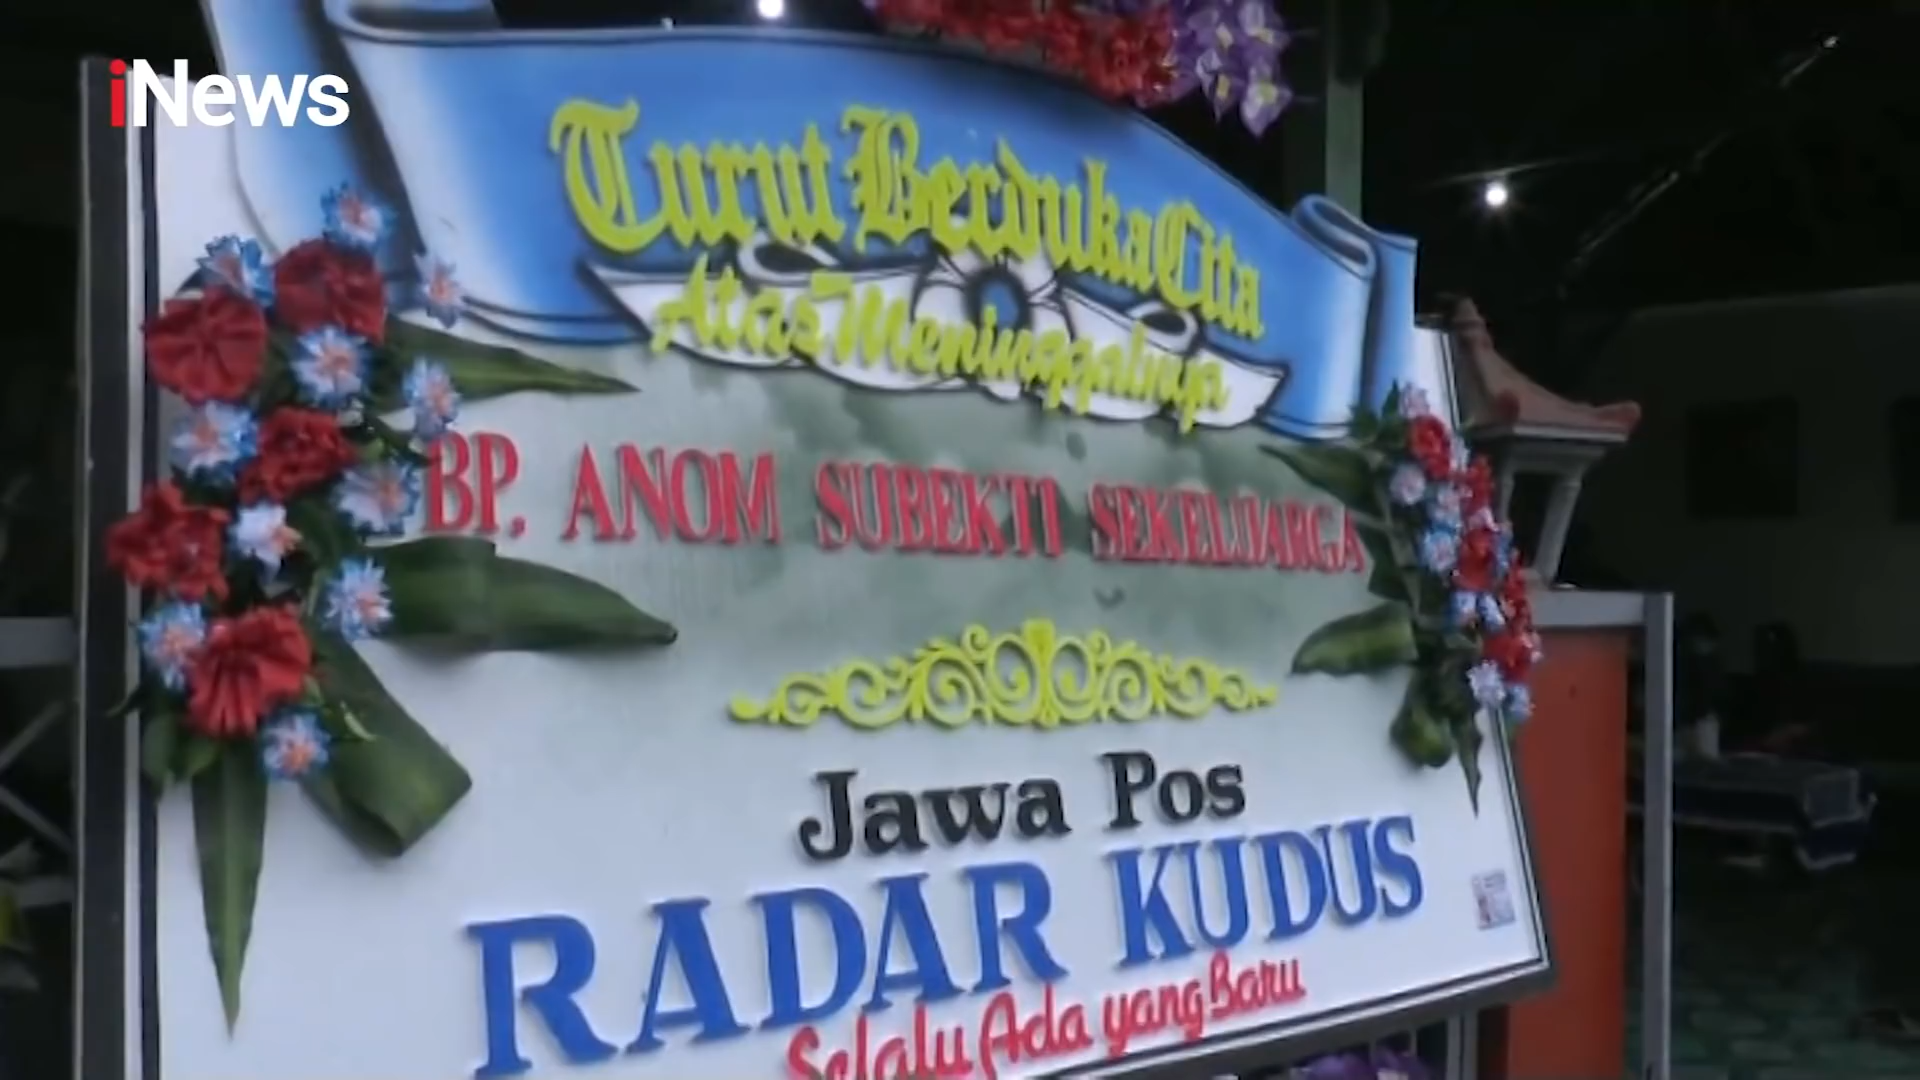 iNews
Turut Berduka Cita
Atas Meninggalnya
BP. ANOM SUBEKTI SEKELUARGA
Jawa Pos
RADAR KUDUS
Selalu Ada yang Baru